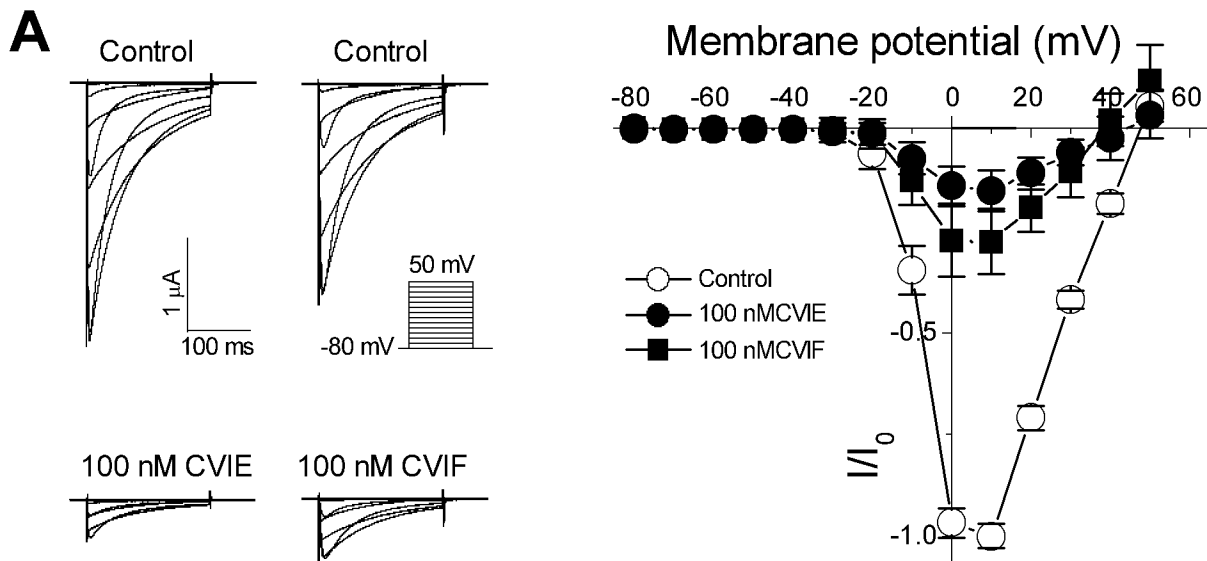 A
Control
Control
1 µA
100 ms
50 mV
-80 mV
100 nM CVIE
100 nM CVIF
Membrane potential (mV)
-80 -60 -40 -20 0 20 40 60
Control
100 nMCVIE
100 nMCVIF
-0.5
-1.0
I/I0